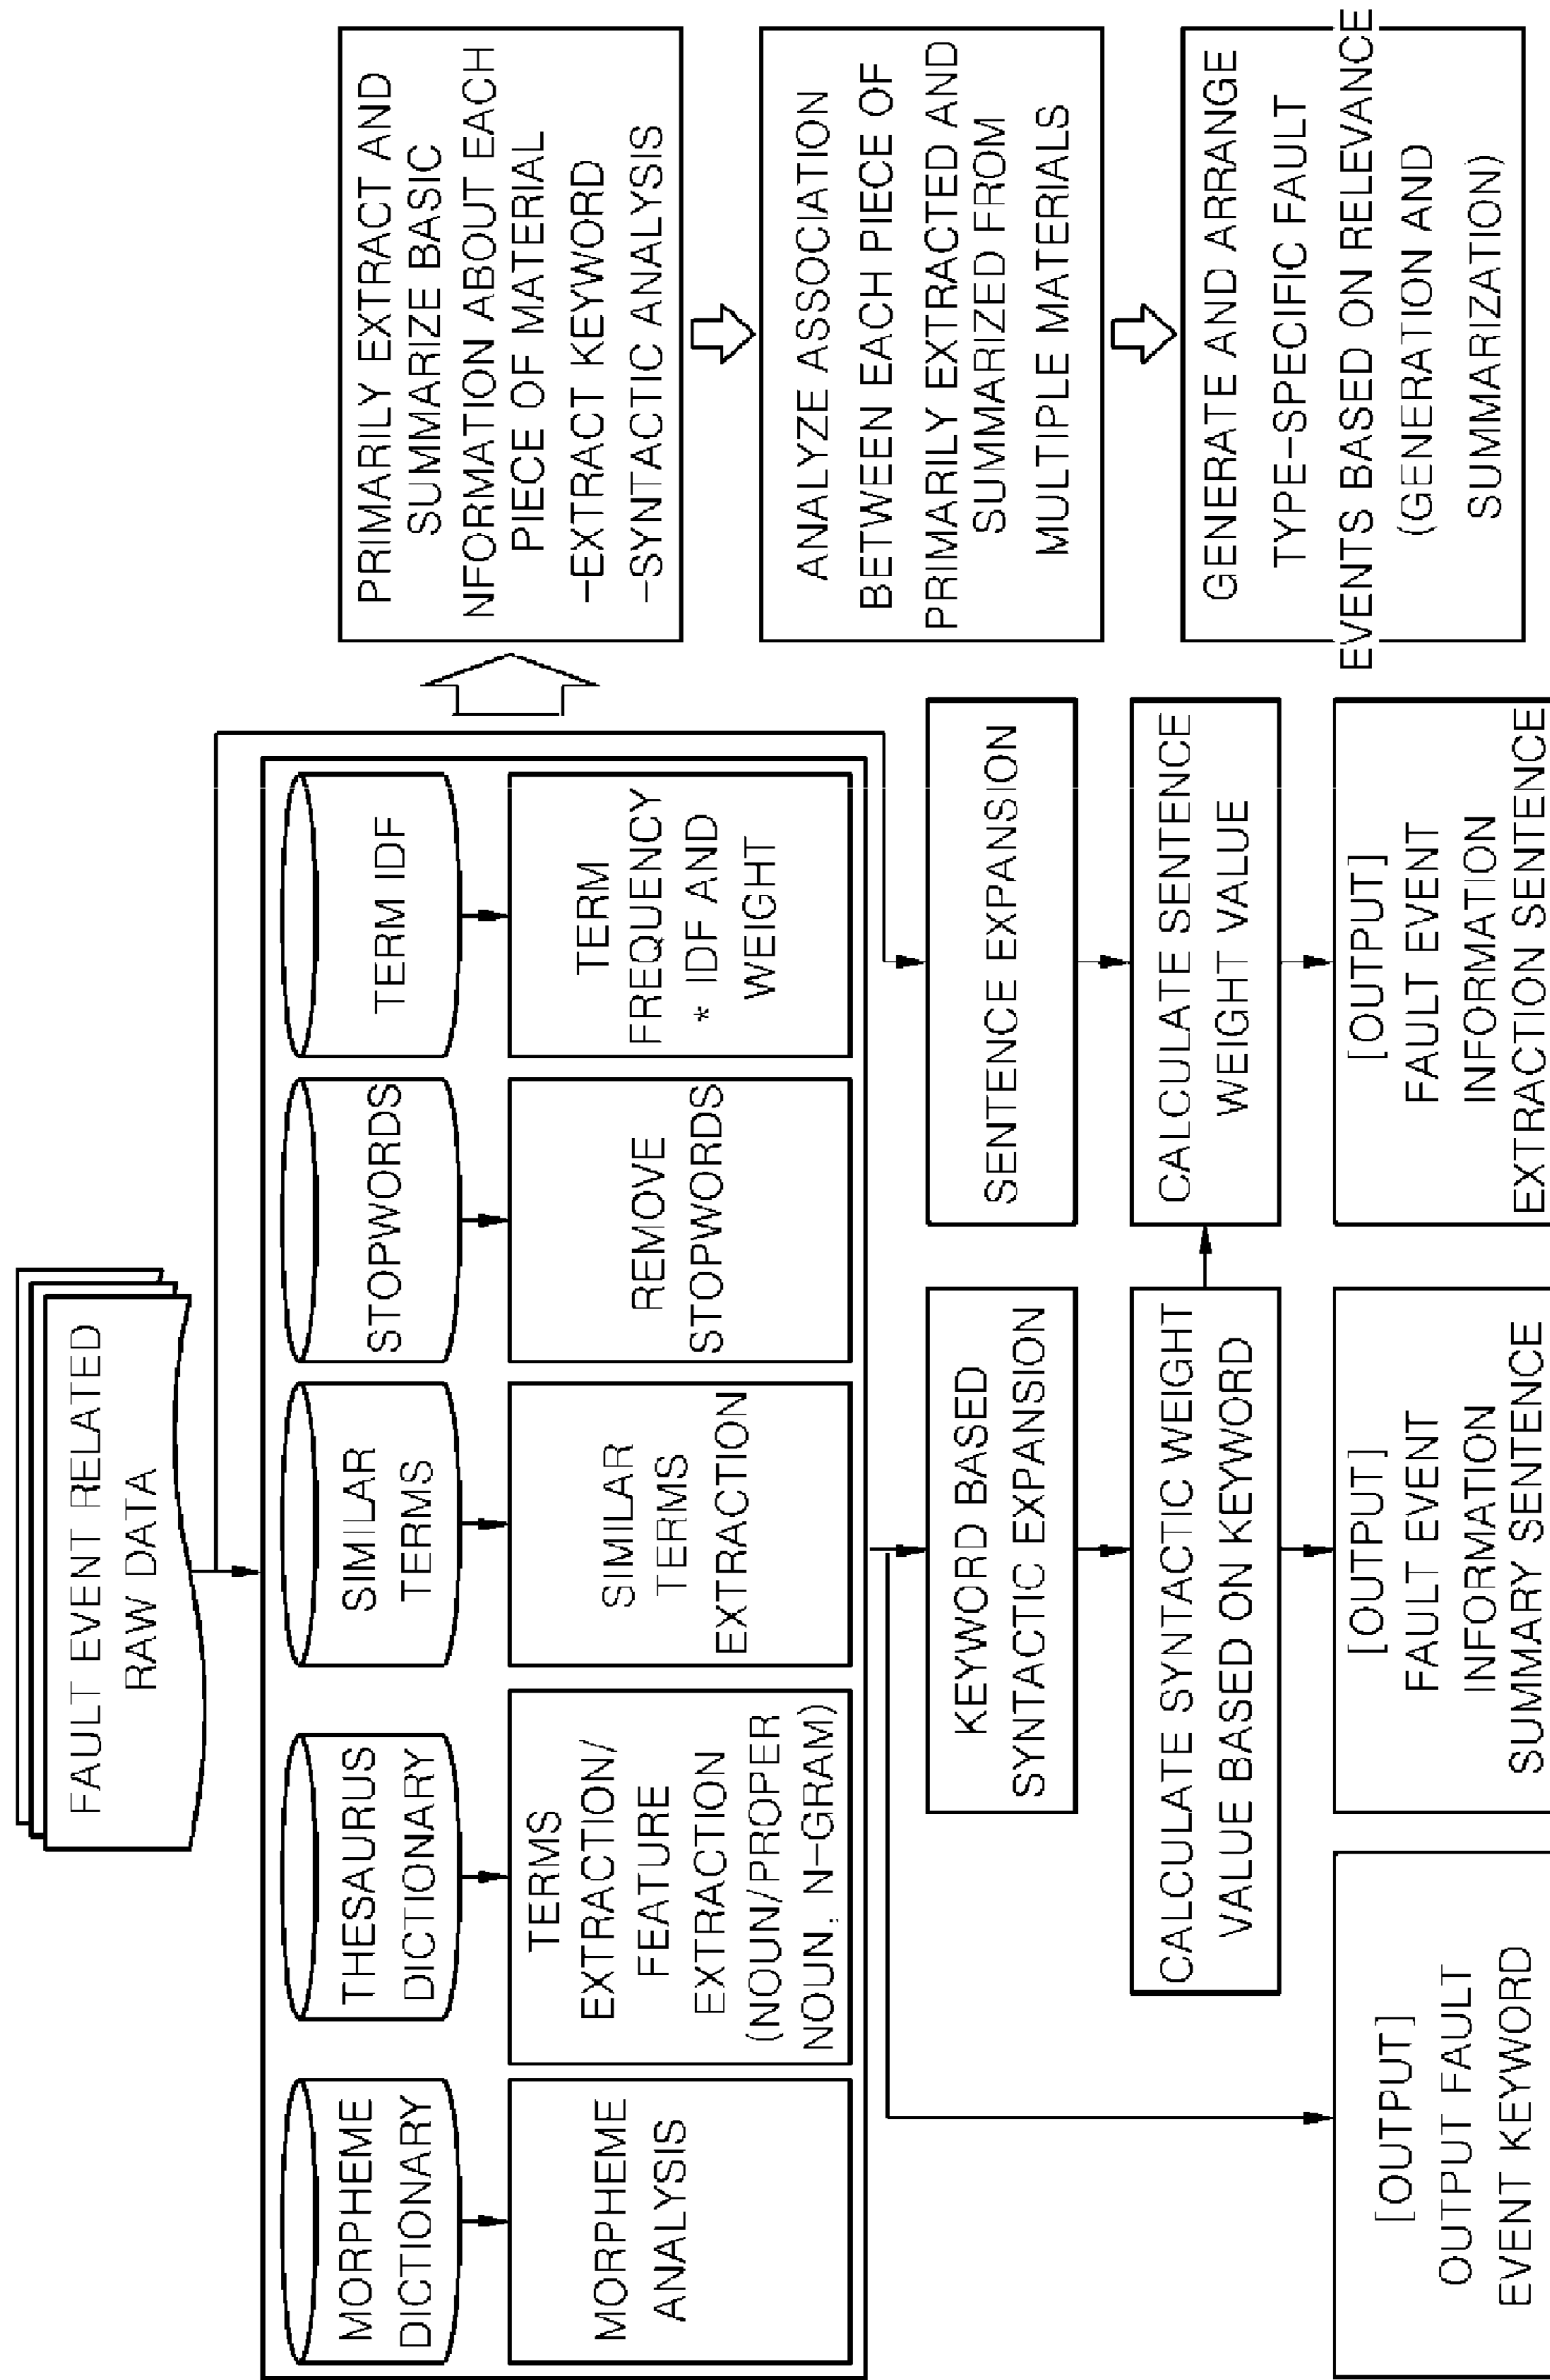 FAULT EVENT RELATED
RAW DATA
MORPHEME
DICTIONARY
THESAURUS
DICTIONARY
SIMILAR
TERMS
STOPWORDS
TERM IDF
MORPHEME
ANALYSIS
TERMS
EXTRACTION/
FEATURE
EXTRACTION
(NOUN/PROPER
NOUN, N-GRAM)
SIMILAR
TERMS
EXTRACTION
REMOVE
STOPWORDS
TERM
FREQUENCY
* IDF AND
WEIGHT
KEYWORD BASED
SYNTACTIC EXPANSION
SENTENCE EXPANSION
CALCULATE SYNTACTIC WEIGHT
VALUE BASED ON KEYWORD
CALCULATE SENTENCE
WEIGHT VALUE
[OUTPUT]
OUTPUT FAULT
EVENT KEYWORD
[OUTPUT]
FAULT EVENT
INFORMATION
SUMMARY SENTENCE
[OUTPUT]
FAULT EVENT
INFORMATION
EXTRACTION SENTENCE
PRIMARILY EXTRACT AND
SUMMARIZE BASIC
NFORMATION ABOUT EACH
PIECE OF MATERIAL
-EXTRACT KEYWORD
-SYNTACTIC ANALYSIS
ANALYZE ASSOCIATION
BETWEEN EACH PIECE OF
PRIMARILY EXTRACTED AND
SUMMARIZED FROM
MULTIPLE MATERIALS
GENERATE AND ARRANGE
TYPE-SPECIFIC FAULT
EVENTS BASED ON RELEVANCE
(GENERATION AND
SUMMARIZATION)